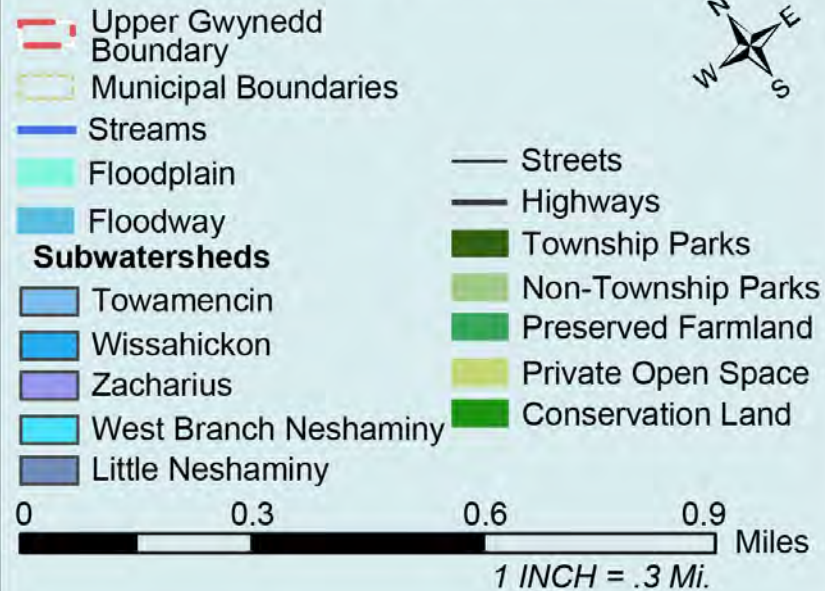 Upper Gwynedd
Boundary
Municipal Boundaries
Streams
Floodplain
Floodway
Subwatersheds
Towamencin
Wissahickon
Zacharius
West Branch Neshaminy
Little Neshaminy
N
E
W
S
Streets
Highways
Township Parks
Non-Township Parks
Preserved Farmland
Private Open Space
Conservation Land
0 0.3 0.6 0.9
Miles
1 INCH = .3 Mi.